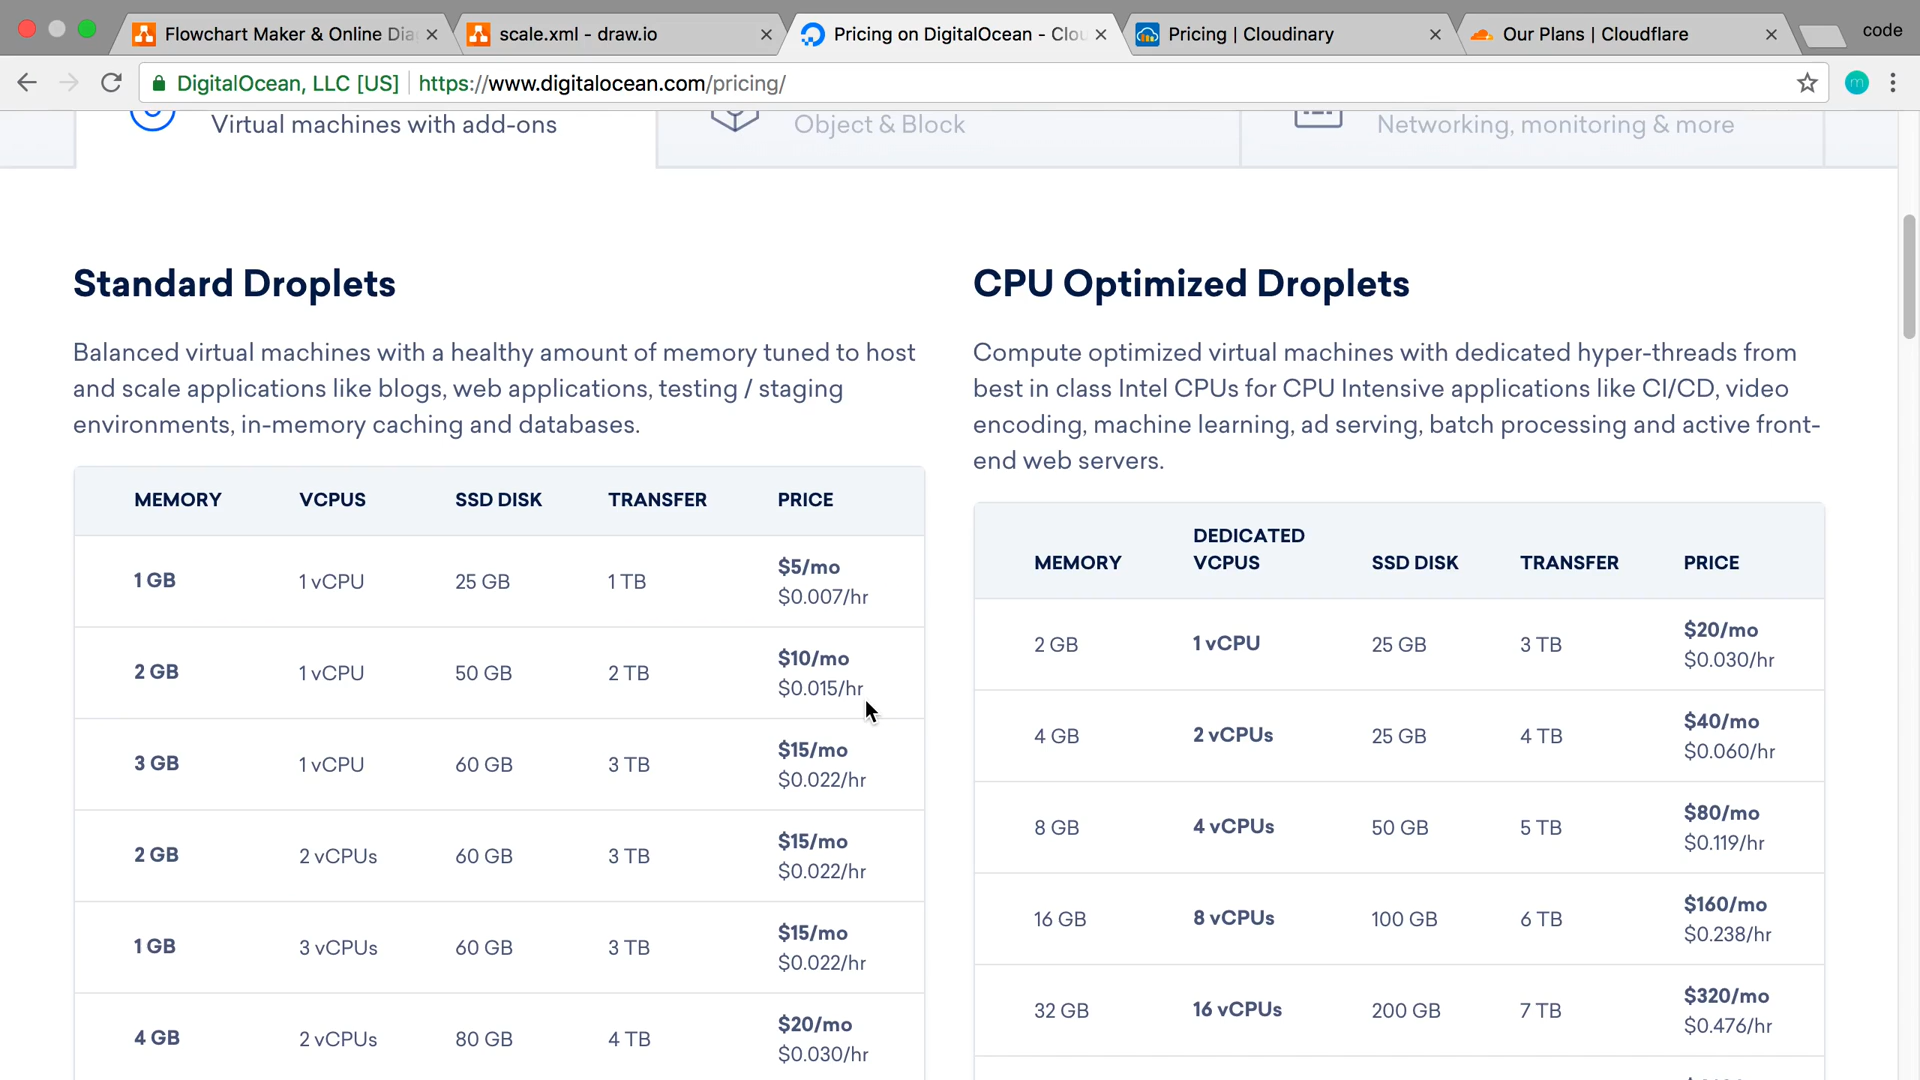 Flowchart Maker & Online Dia
scale.xml - draw.io
Pricing on DigitalOcean - Clou
Pricing | Cloudinary
Our Plans | Cloudflare
code
DigitalOcean, LLC [US]
https://www.digitalocean.com/pricing/
m
Virtual machines with add-ons
Object & Block
Networking, monitoring & more
Standard Droplets
Balanced virtual machines with a healthy amount of memory tuned to host
and scale applications like blogs, web applications, testing / staging
environments, in-memory caching and databases.
MEMORY VCPUS SSD DISK TRANSFER PRICE
1 GB 1 vCPU 25 GB 1 TB $5/mo
$0.007/hr
2 GB 1 vCPU 50 GB 2 TB $10/mo
$0.015/hr
3 GB 1 vCPU 60 GB 3 TB $15/mo
$0.022/hr
2 GB 2 vCPUs 60 GB 3 TB $15/mo
$0.022/hr
1 GB 3 vCPUs 60 GB 3 TB $15/mo
$0.022/hr
4 GB 2 vCPUs 80 GB 4 TB $20/mo
$0.030/hr
CPU Optimized Droplets
Compute optimized virtual machines with dedicated hyper-threads from
best in class Intel CPUs for CPU Intensive applications like CI/CD, video
encoding, machine learning, ad serving, batch processing and active front-
end web servers.
DEDICATED
MEMORY VCPUS SSD DISK TRANSFER PRICE
2 GB 1 vCPU 25 GB 3 TB $20/mo
$0.030/hr
4 GB 2 vCPUs 25 GB 4 TB $40/mo
$0.060/hr
8 GB 4 vCPUs 50 GB 5 TB $80/mo
$0.119/hr
16 GB 8 vCPUs 100 GB 6 TB $160/mo
$0.238/hr
32 GB 16 vCPUs 200 GB 7 TB $320/mo
$0.476/hr